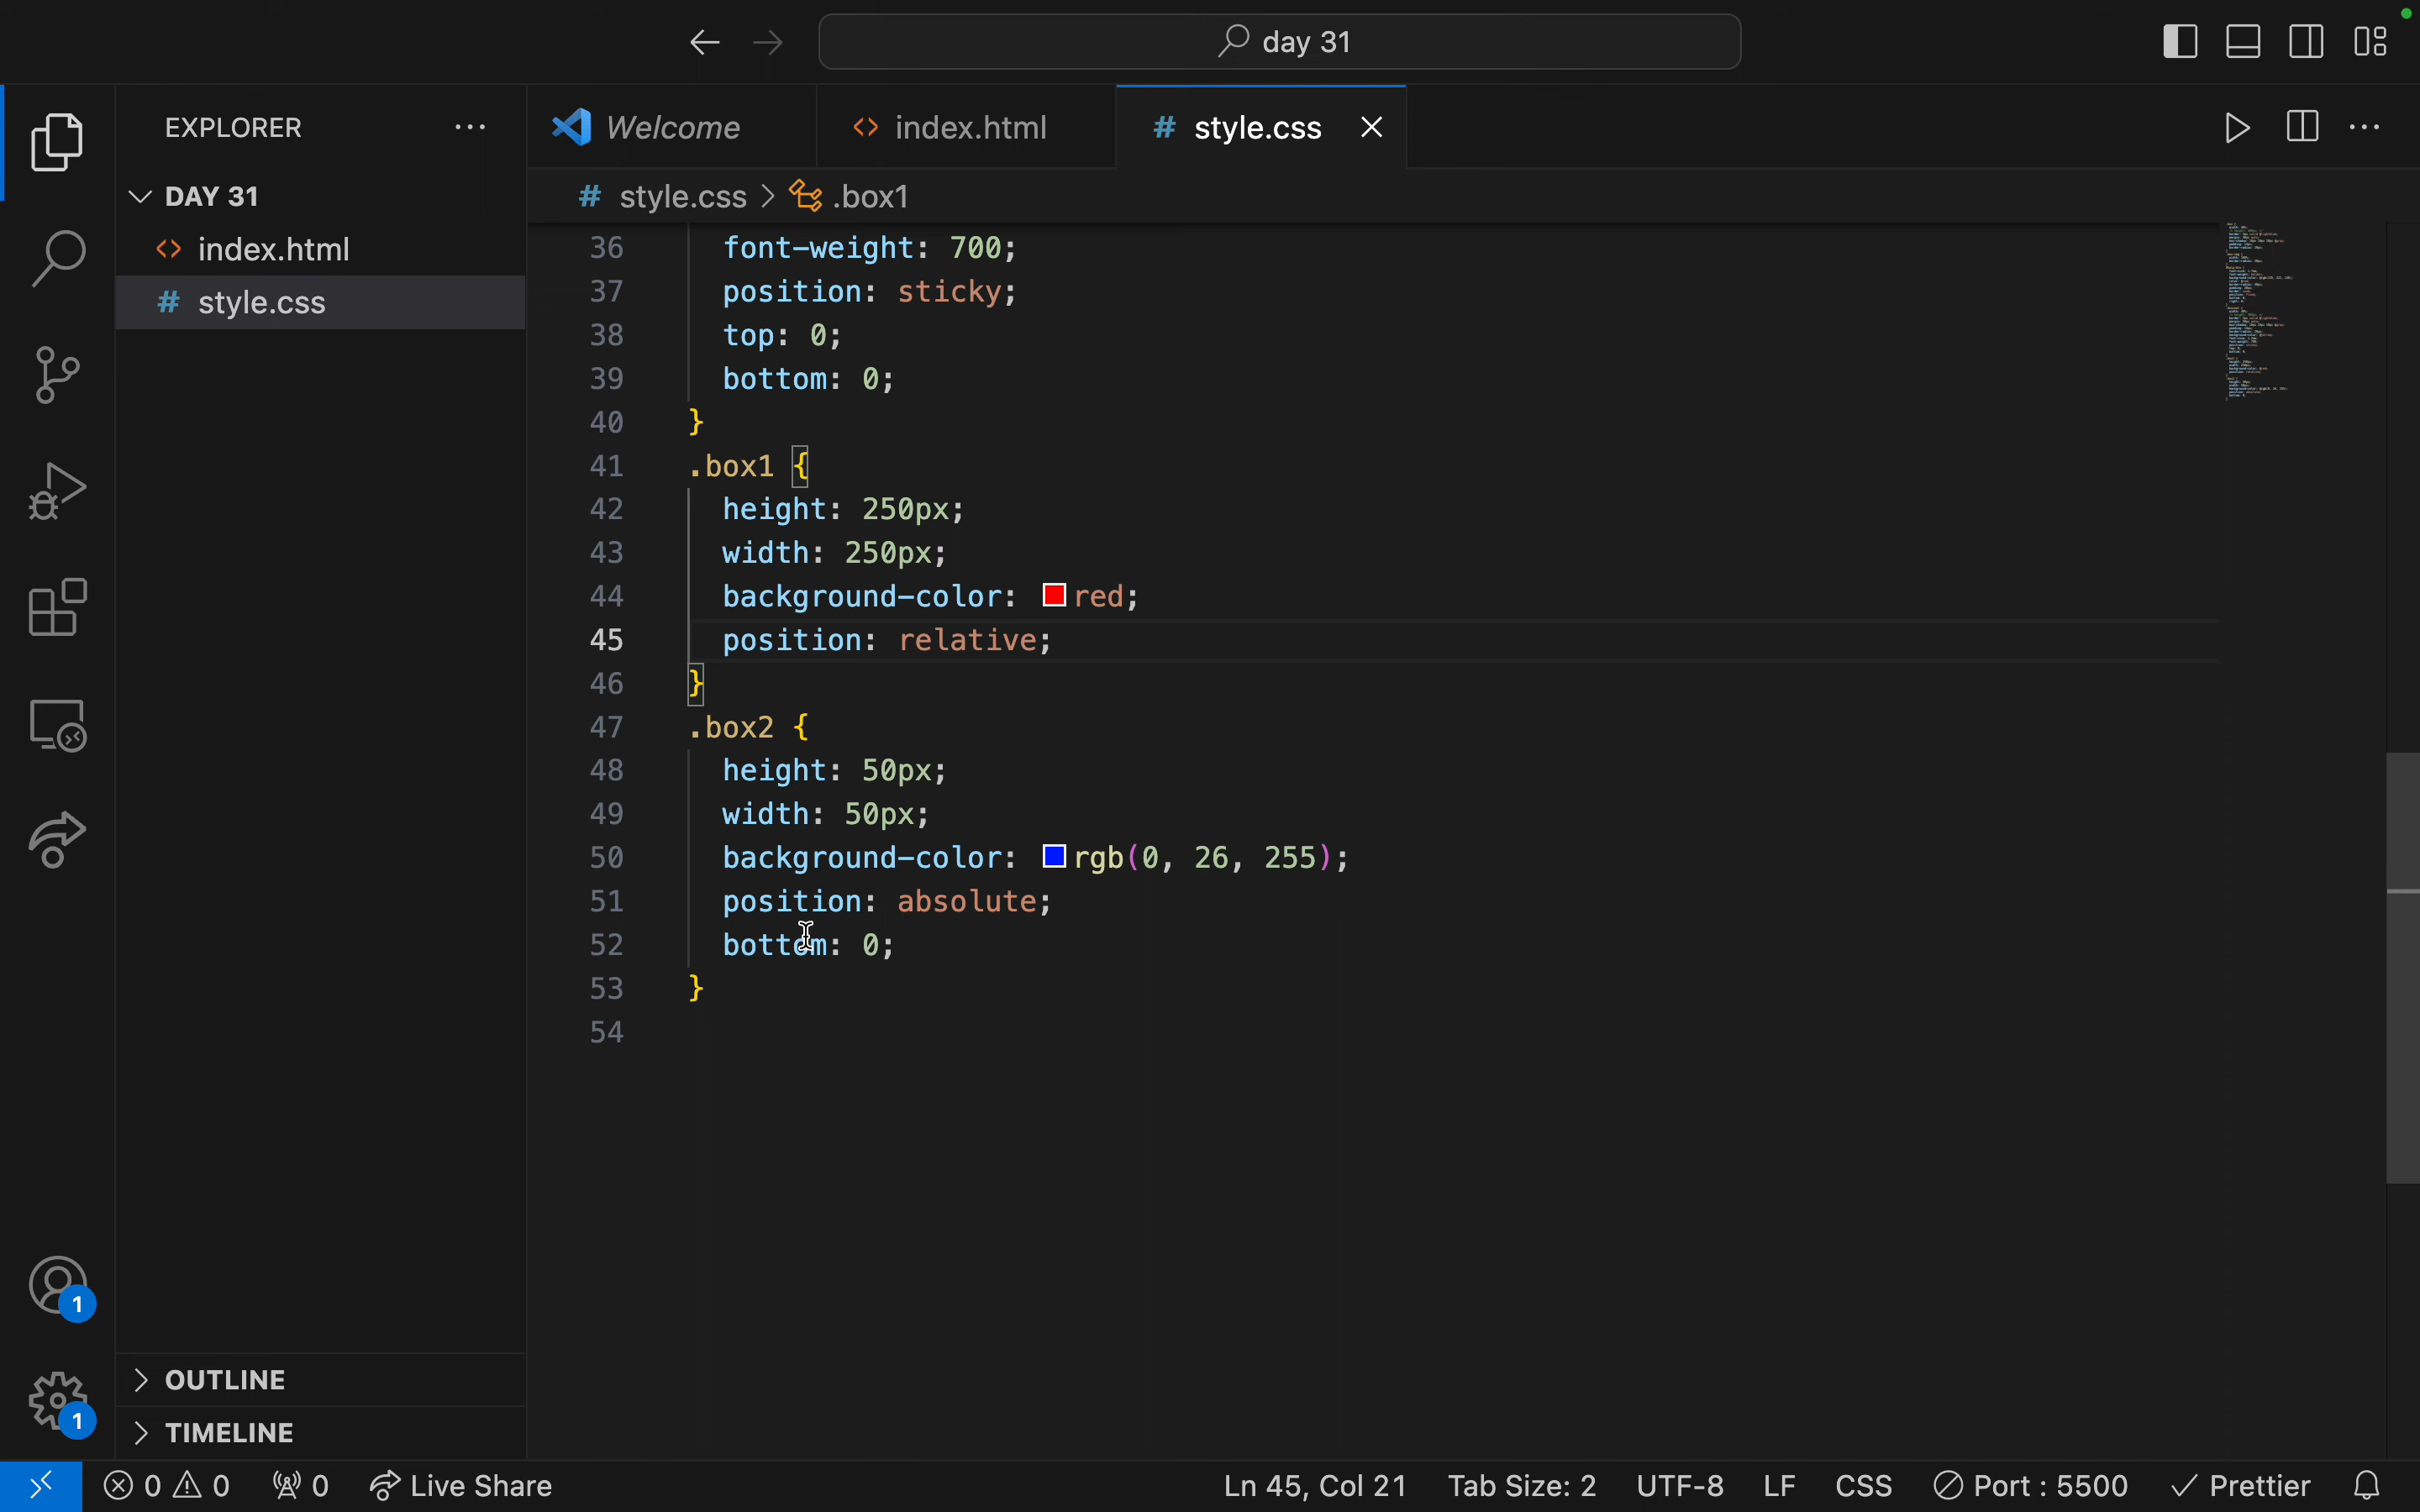 day 31
EXPLORER
Welcome
index.html
# style.css
DAY 31
index.html
# style.css
# style.css > .box1
36 font-weight: 700;
37 position: sticky;
38 top: 0;
39 bottom: 0;
40 }
41 .box1 {
42 height: 250px;
43 width: 250px;
44 background-color: red;
45 position: relative;
46 }
47 .box2 {
48 height: 50px;
49 width: 50px;
50 background-color: rgb(0, 26, 255);
51 position: absolute;
52 bottom: 0;
53 }
54
1
1
OUTLINE
TIMELINE
0 0 0 Live Share Ln 45, Col 21 Tab Size: 2 UTF-8 LF CSS Port : 5500 Prettier